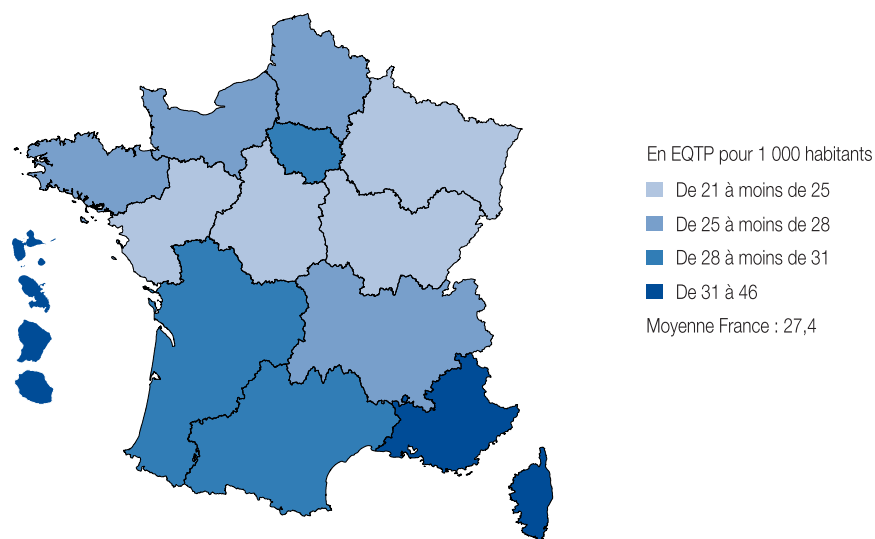 En EQTP pour 1 000 habitants
De 21 à moins de 25
De 25 à moins de 28
De 28 à moins de 31
De 31 à 46
Moyenne France : 27,4